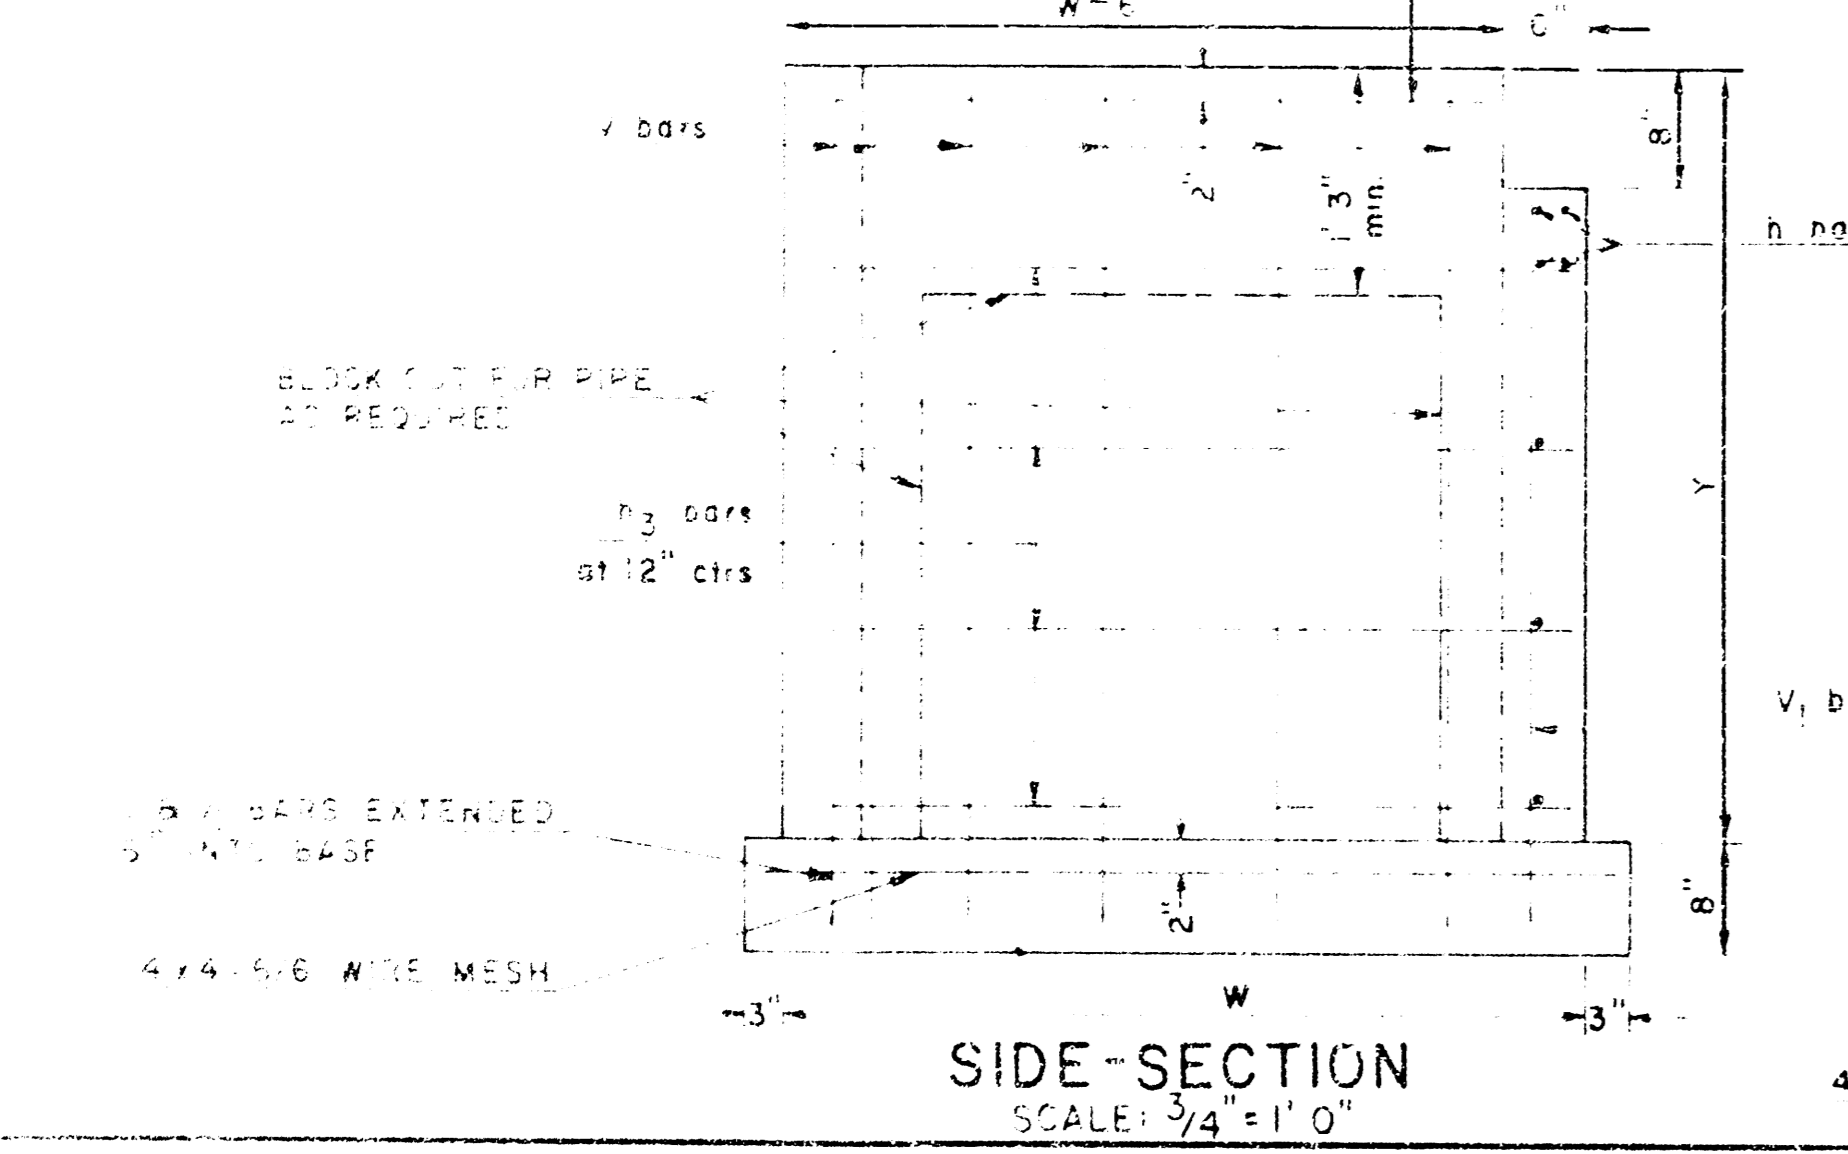 W-6"
6"
bars
2"
1' 3"
min.
8"
h
BLOCK OUT FOR PIPE
AS REQUIRED
Y
h3 bars
at 12" ctrs
V1 b
BARS EXTENDED
INTO BASE
8"
2"
4x4-6/6 WIRE MESH
3"
W
3"
SIDE-SECTION
SCALE: 3/4" = 1' 0"
4